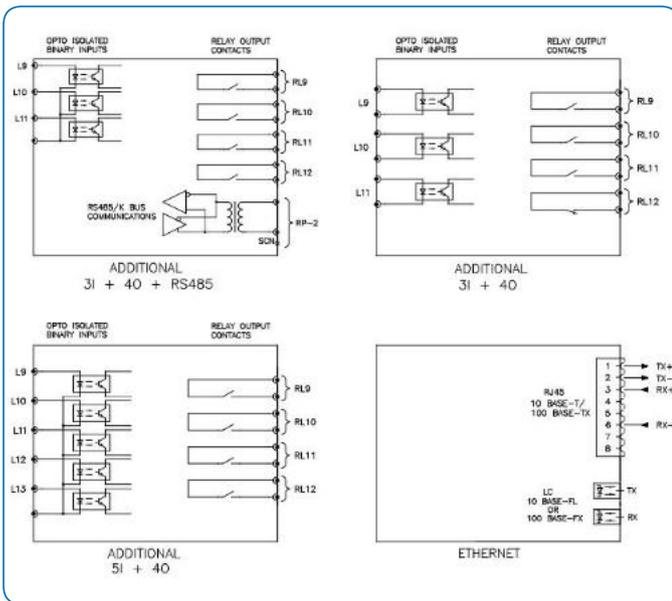 OPTO ISOLATED
BINARY INPUTS
RELAY OUTPUT
CONTACTS
L9
L10
L11
RL9
RL10
RL11
RL12
RS485/K BUS
COMMUNICATIONS
RP-2
SCN
ADDITIONAL
3I + 4O + RS485
OPTO ISOLATED
BINARY INPUTS
RELAY OUTPUT
CONTACTS
L9
L10
L11
RL9
RL10
RL11
RL12
ADDITIONAL
3I + 4O
OPTO ISOLATED
BINARY INPUTS
RELAY OUTPUT
CONTACTS
L9
L10
L11
L12
L13
RL9
RL10
RL11
RL12
ADDITIONAL
5I + 4O
RJ45
10 BASE-T/
100 BASE-TX
1 TX+
2 TX-
3 RX+
4
5
6 RX-
7
8
LC
10 BASE-FL
OR
100 BASE-FX
TX
RX
ETHERNET